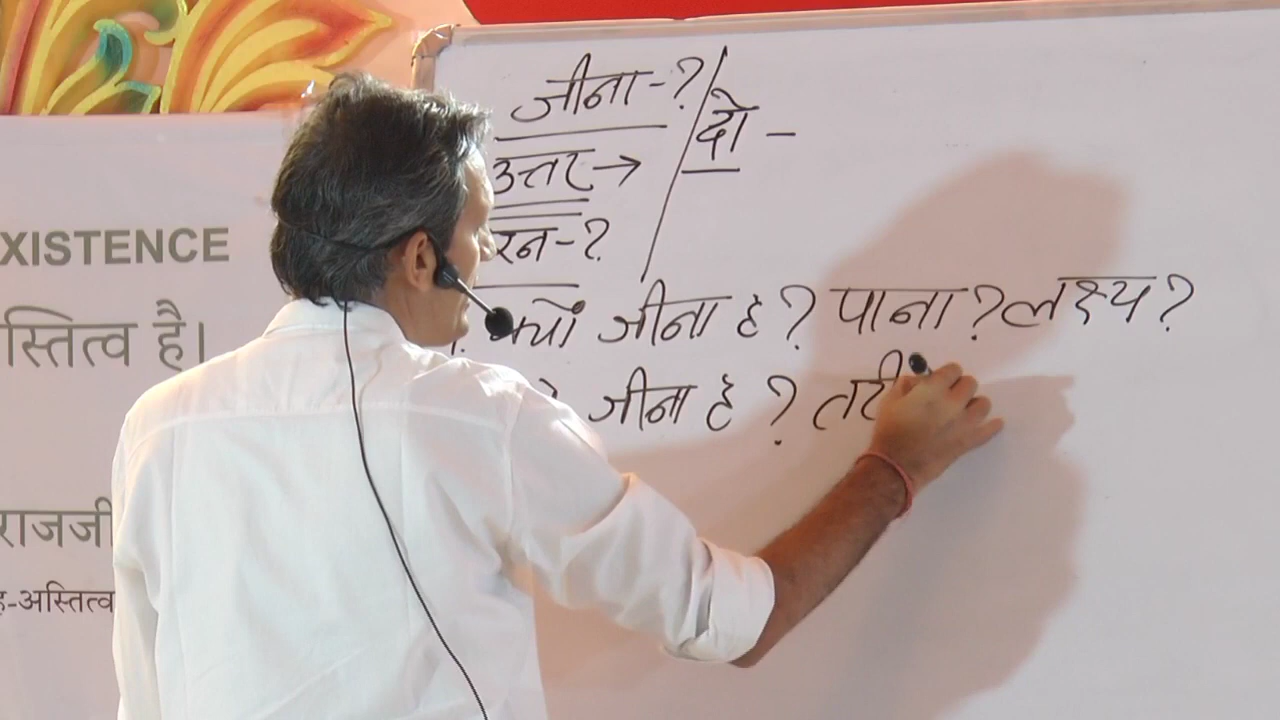 जीना-? दो -
उत्तर →
रन-?
क्यों जीना है? पाना? लक्ष्य?
जीना है? तरी
XISTENCE
स्तित्व है।
राजजी
ह-अस्तित्व